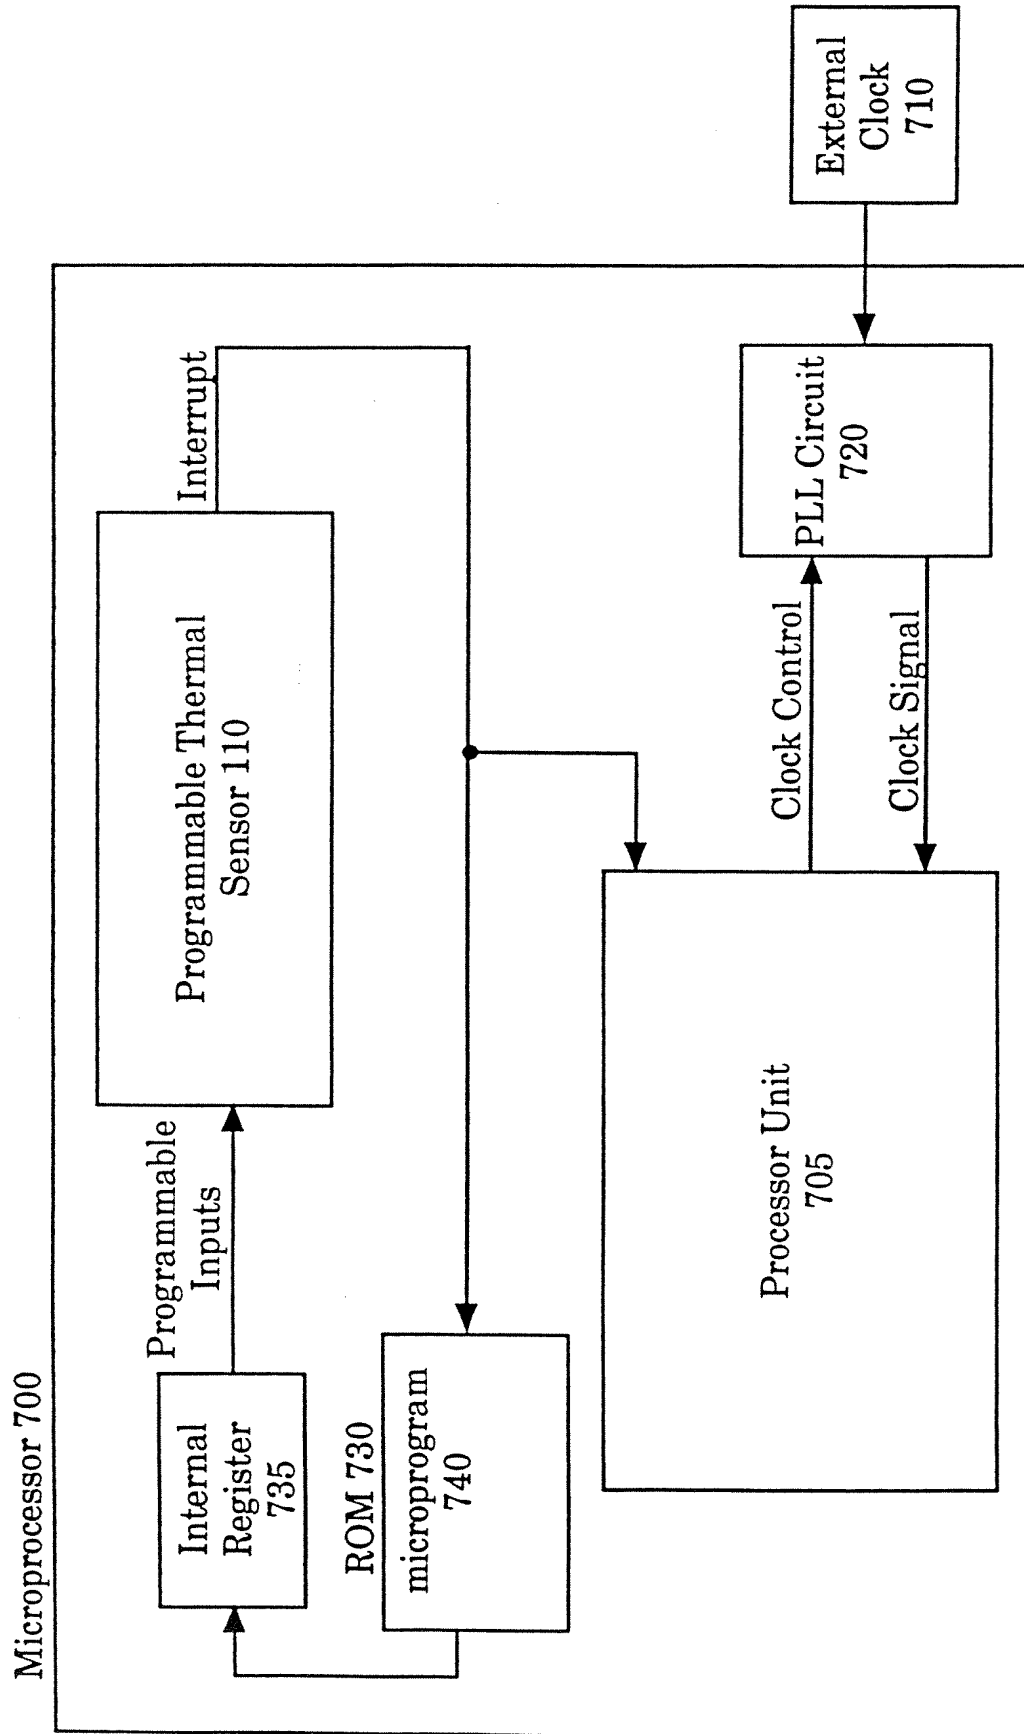 Microprocessor 700
Internal
Register
735
Programmable
Inputs
Programmable Thermal
Sensor 110
Interrupt
ROM 730
microprogram
740
Processor Unit
705
Clock Control
Clock Signal
PLL Circuit
720
External
Clock
710